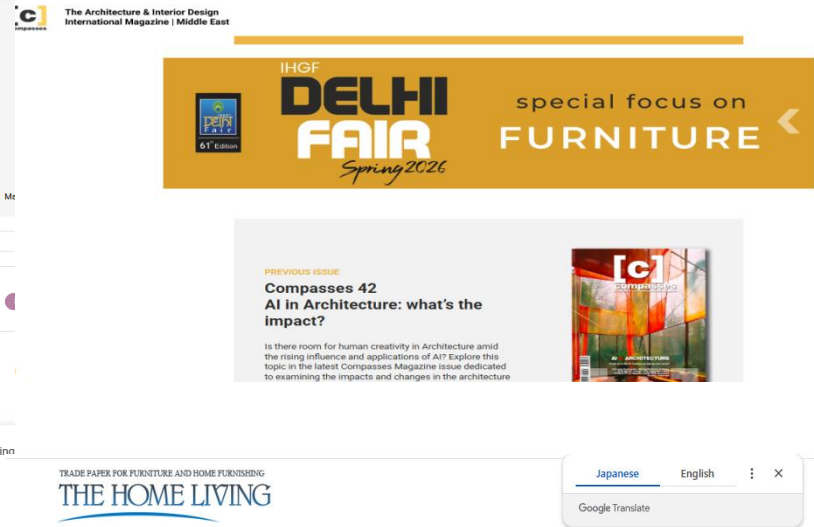 [c]
compasses
The Architecture & Interior Design
International Magazine | Middle East
IHGF
DELHI
FAIR
Spring 2026
DELHI
Fair
61st Edition
special focus on
FURNITURE
PREVIOUS ISSUE
Compasses 42
AI in Architecture: what's the
impact?
Is there room for human creativity in Architecture amid
the rising influence and applications of AI? Explore this
topic in the latest Compasses Magazine issue dedicated
to examining the impacts and changes in the architecture
[c]
compasses
AI ARCHITECTURE
TRADE PAPER FOR FURNITURE AND HOME FURNISHING
THE HOME LIVING
Japanese
English
Google Translate